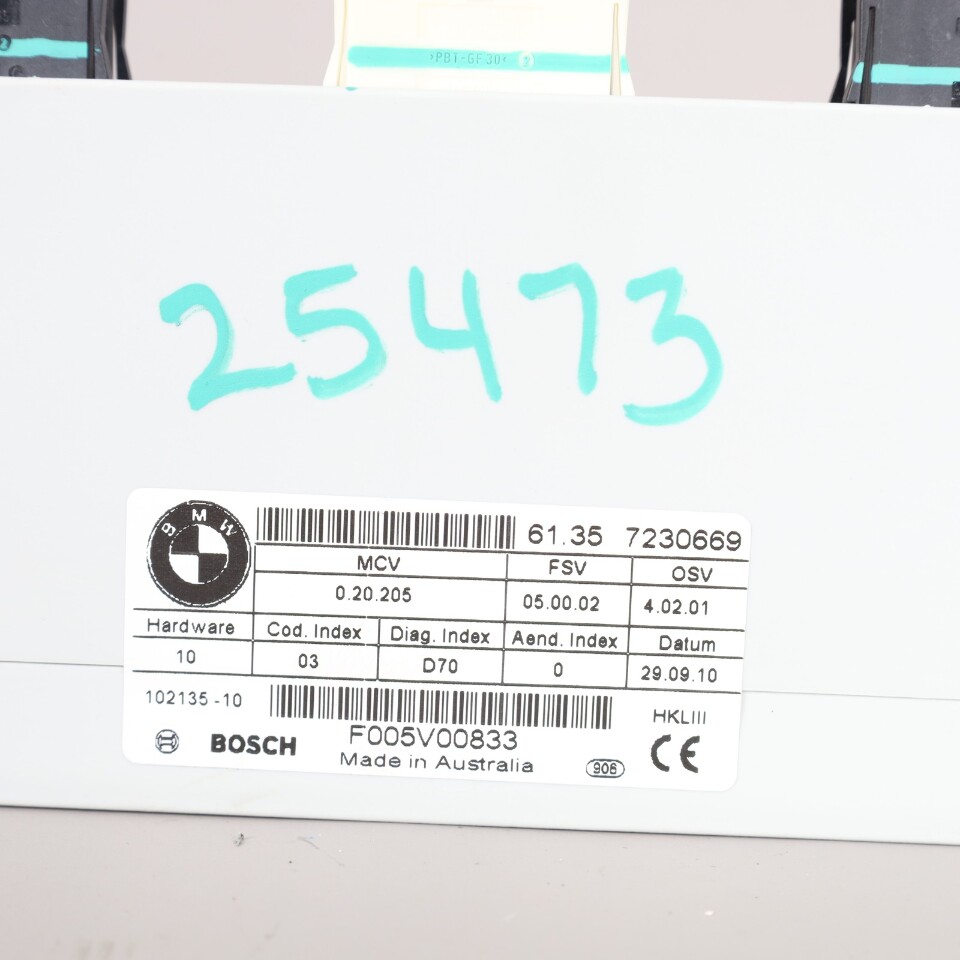 >PBT-GF30<
25473
BMW
61.35 7230669
MCV FSV OSV
0.20.205 05.00.02 4.02.01
Hardware Cod. Index Diag. Index Aend. Index Datum
10 03 D70 0 29.09.10
102135-10 HKLIII
BOSCH F005V00833 CE
Made in Australia 906